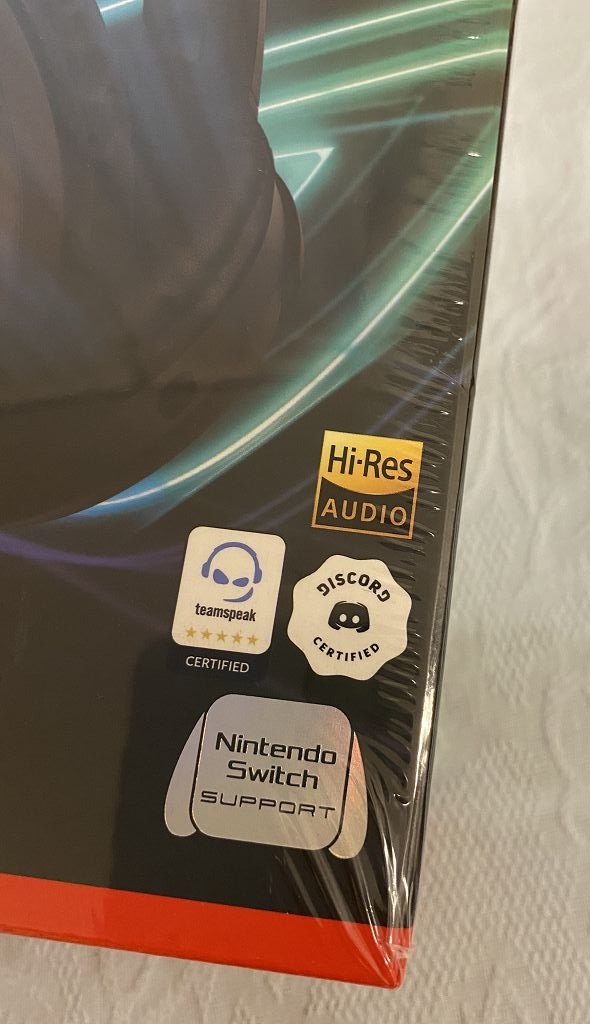 Hi-Res
AUDIO
teamspeak
CERTIFIED
DISCORD
CERTIFIED
Nintendo
Switch
SUPPORT